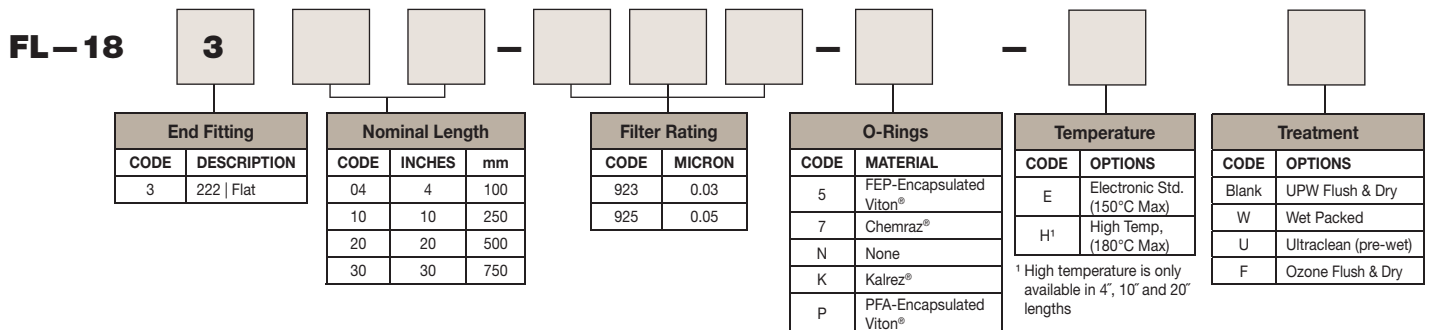 FL—18 3 — — —
End Fitting
CODE DESCRIPTION
3 222 | Flat
Nominal Length
CODE INCHES mm
04 4 100
10 10 250
20 20 500
30 30 750
Filter Rating
CODE MICRON
923 0.03
925 0.05
O-Rings
CODE MATERIAL
5 FEP-Encapsulated
Viton®
7 Chemraz®
N None
K Kalrez®
P PFA-Encapsulated
Viton®
Temperature
CODE OPTIONS
E Electronic Std.
(150°C Max)
H¹ High Temp,
(180°C Max)
¹ High temperature is only
available in 4˝, 10˝ and 20˝
lengths
Treatment
CODE OPTIONS
Blank UPW Flush & Dry
W Wet Packed
U Ultraclean (pre-wet)
F Ozone Flush & Dry